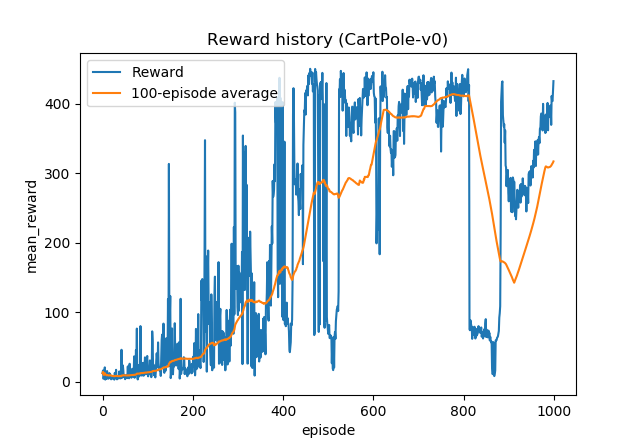 Reward history (CartPole-v0)
Reward
100-episode average
mean_reward
400
300
200
100
0
0
200
400
600
800
1000
episode